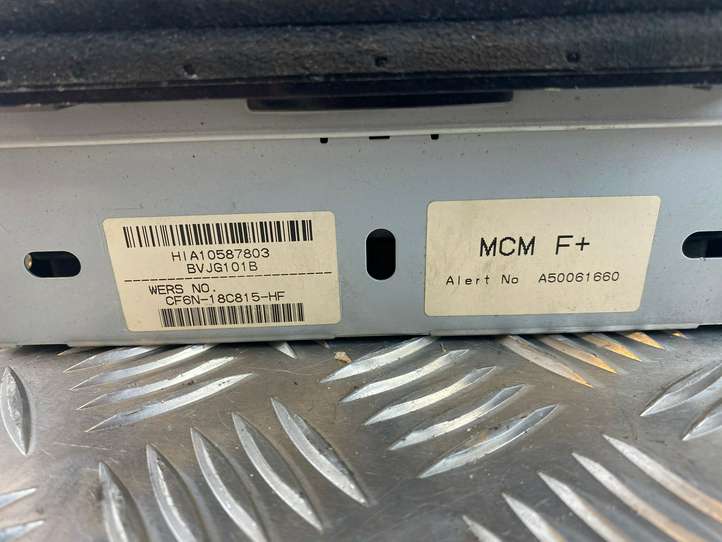 HIA10587803
BVJG101B
WERS NO.
CF6N-18C815-HF
MCM F+
Alert No A50061660